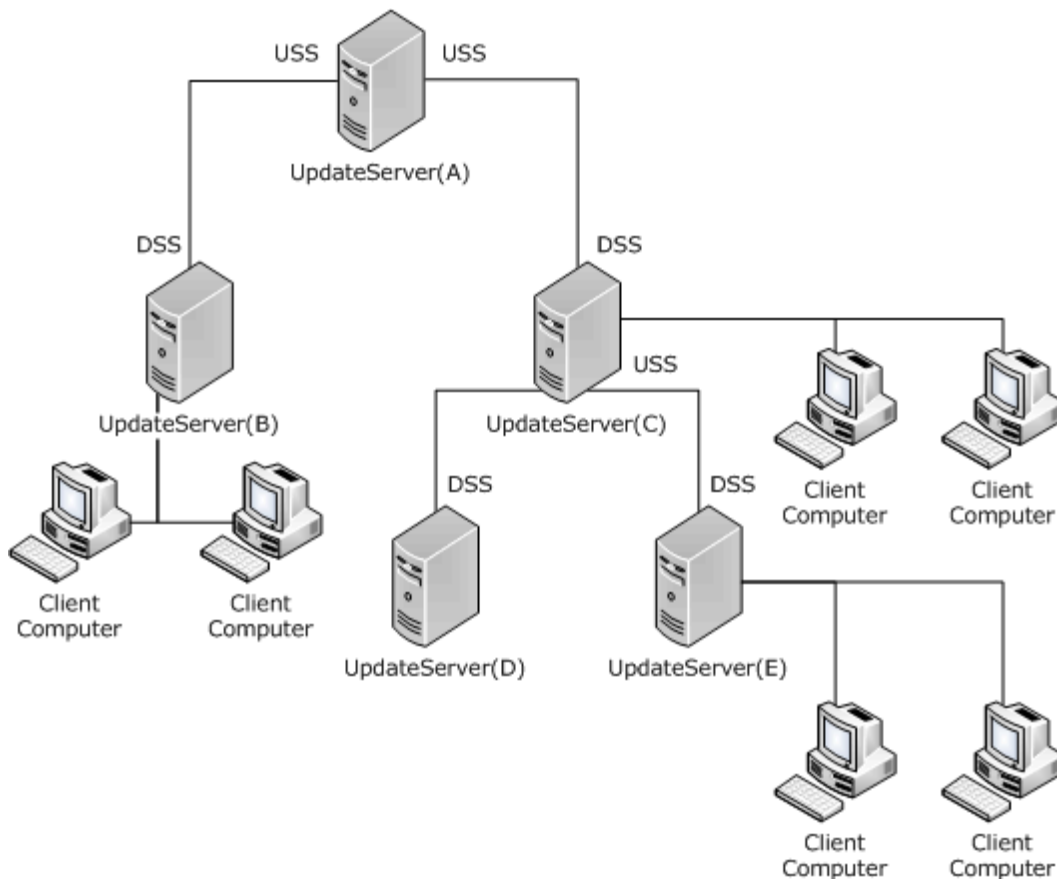 USS
USS
UpdateServer(A)
DSS
DSS
USS
UpdateServer(B)
UpdateServer(C)
Client
Computer
Client
Computer
DSS
DSS
Client
Computer
Client
Computer
UpdateServer(D)
UpdateServer(E)
Client
Computer
Client
Computer